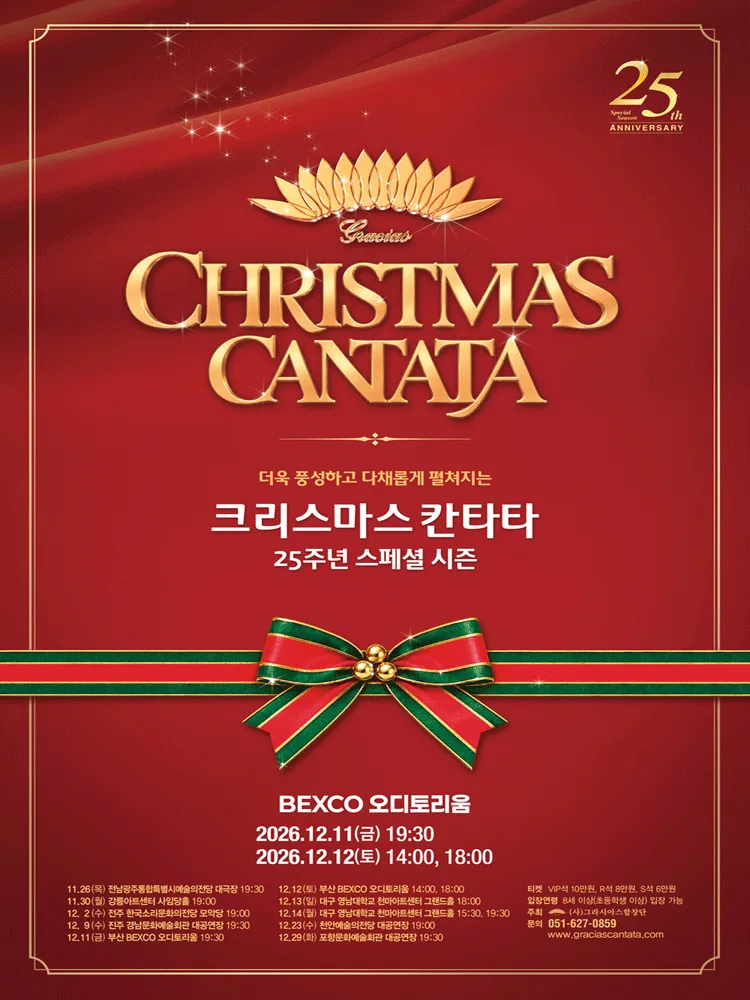 25th
Special
Season
ANNIVERSARY
Gracias
CHRISTMAS
CANTATA
더욱 풍성하고 다채롭게 펼쳐지는
크리스마스 칸타타
25주년 스페셜 시즌
BEXCO 오디토리움
2026.12.11(금) 19:30
2026.12.12(토) 14:00, 18:00
11.26(목) 전남광주통합특별시예술의전당 대극장 19:30
11.30(월) 강릉아트센터 사임당홀 19:00
12. 2(수) 전주 한국소리문화의전당 모악당 19:00
12. 9(수) 진주 경남문화예술회관 대공연장 19:30
12.11(금) 부산 BEXCO 오디토리움 19:30
12.12(토) 부산 BEXCO 오디토리움 14:00, 18:00
12.13(일) 대구 영남대학교 천마아트센터 그랜드홀 18:00
12.14(월) 대구 영남대학교 천마아트센터 그랜드홀 15:30, 19:30
12.23(수) 천안예술의전당 대공연장 19:00
12.29(화) 포항문화예술회관 대공연장 19:30
티켓 VIP석 10만원, R석 8만원, S석 6만원
입장연령 8세 이상(초등학생 이상) 입장 가능
주최 (사)그라시아스합창단
문의 051-627-0859
www.graciascantata.com